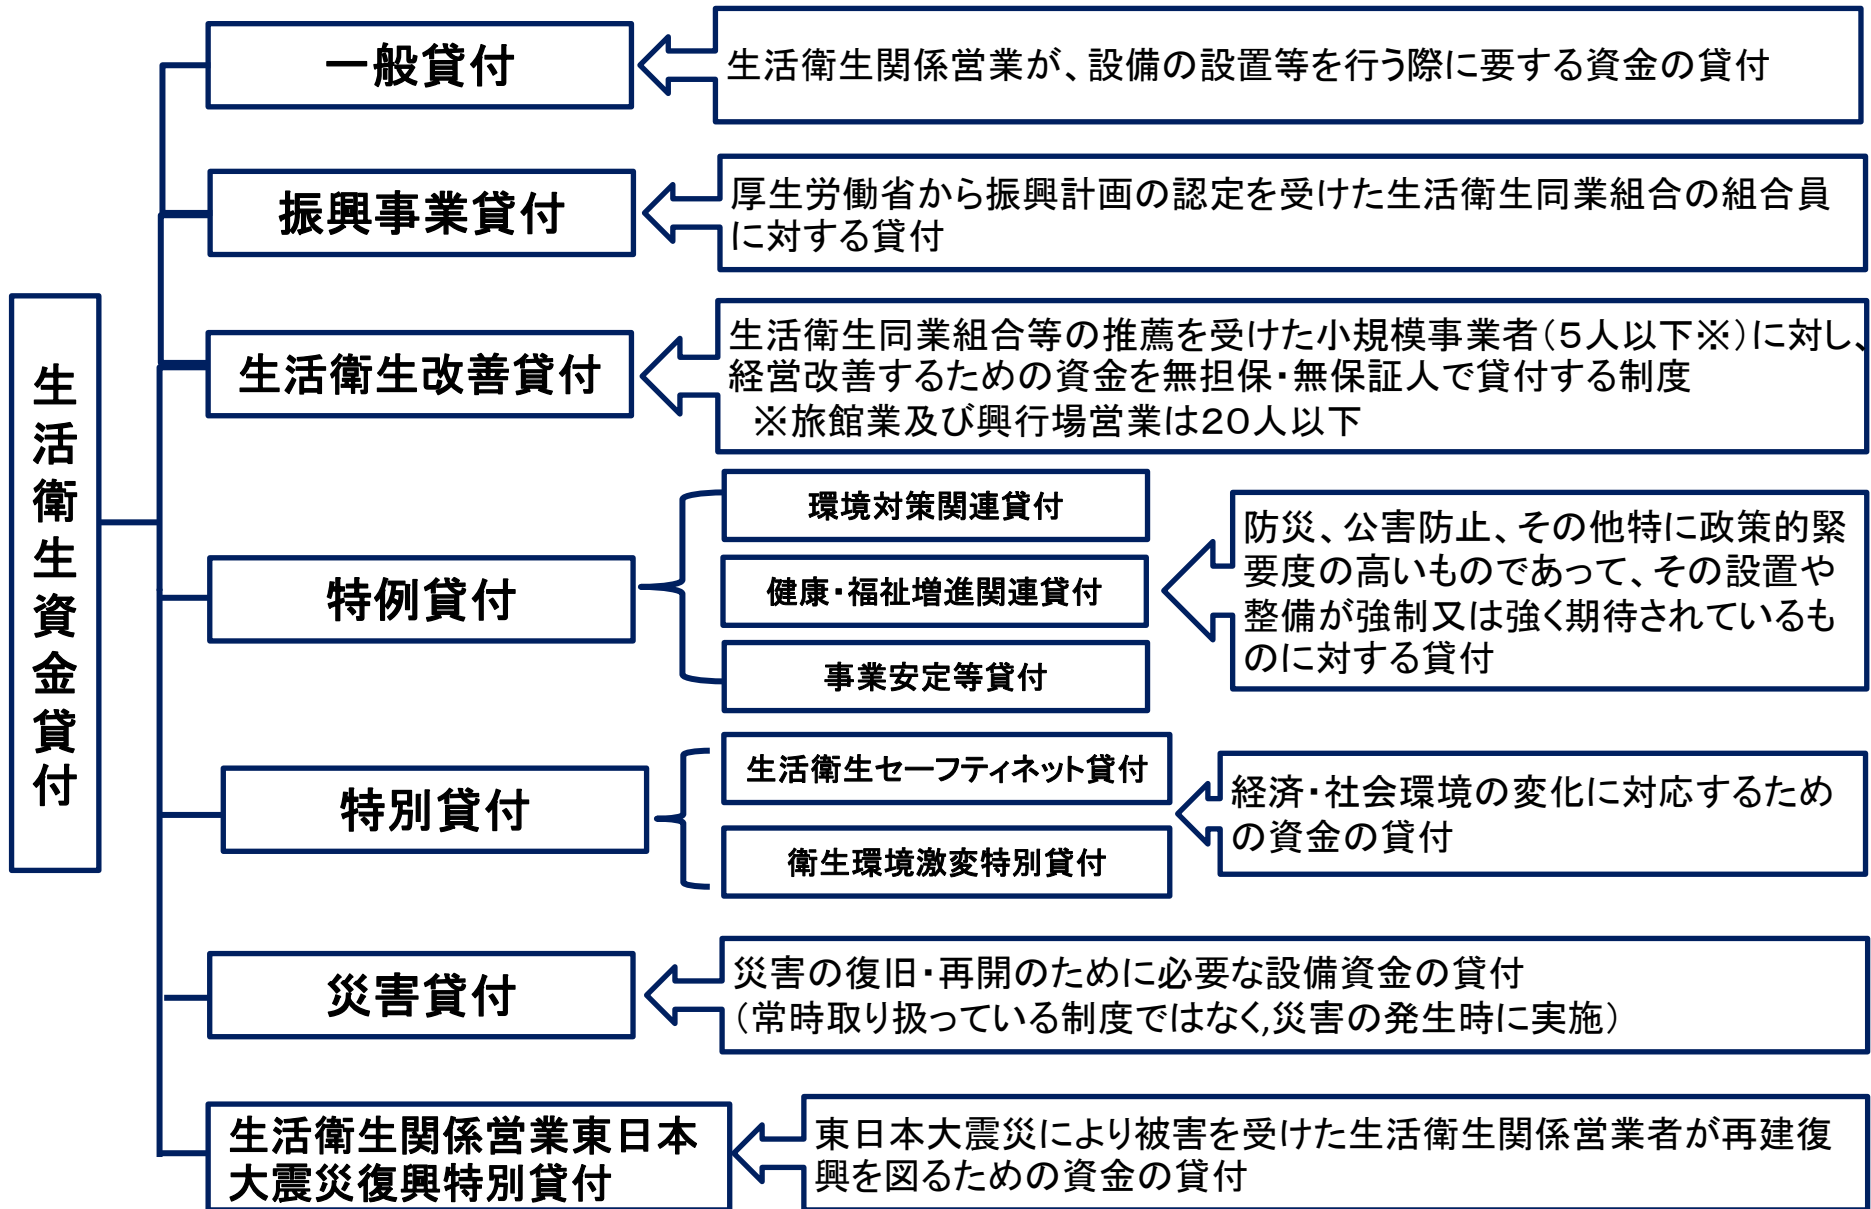 生活衛生資金貸付
一般貸付
生活衛生関係営業が、設備の設置等を行う際に要する資金の貸付
振興事業貸付
厚生労働省から振興計画の認定を受けた生活衛生同業組合の組合員
に対する貸付
生活衛生改善貸付
生活衛生同業組合等の推薦を受けた小規模事業者（５人以下※）に対し、
経営改善するための資金を無担保・無保証人で貸付する制度
※旅館業及び興行場営業は２０人以下
特例貸付
環境対策関連貸付
健康・福祉増進関連貸付
事業安定等貸付
防災、公害防止、その他特に政策的緊
要度の高いものであって、その設置や
整備が強制又は強く期待されているも
のに対する貸付
特別貸付
生活衛生セーフティネット貸付
衛生環境激変特別貸付
経済・社会環境の変化に対応するため
の資金の貸付
災害貸付
災害の復旧・再開のために必要な設備資金の貸付
（常時取り扱っている制度ではなく,災害の発生時に実施）
生活衛生関係営業東日本
大震災復興特別貸付
東日本大震災により被害を受けた生活衛生関係営業者が再建復
興を図るための資金の貸付